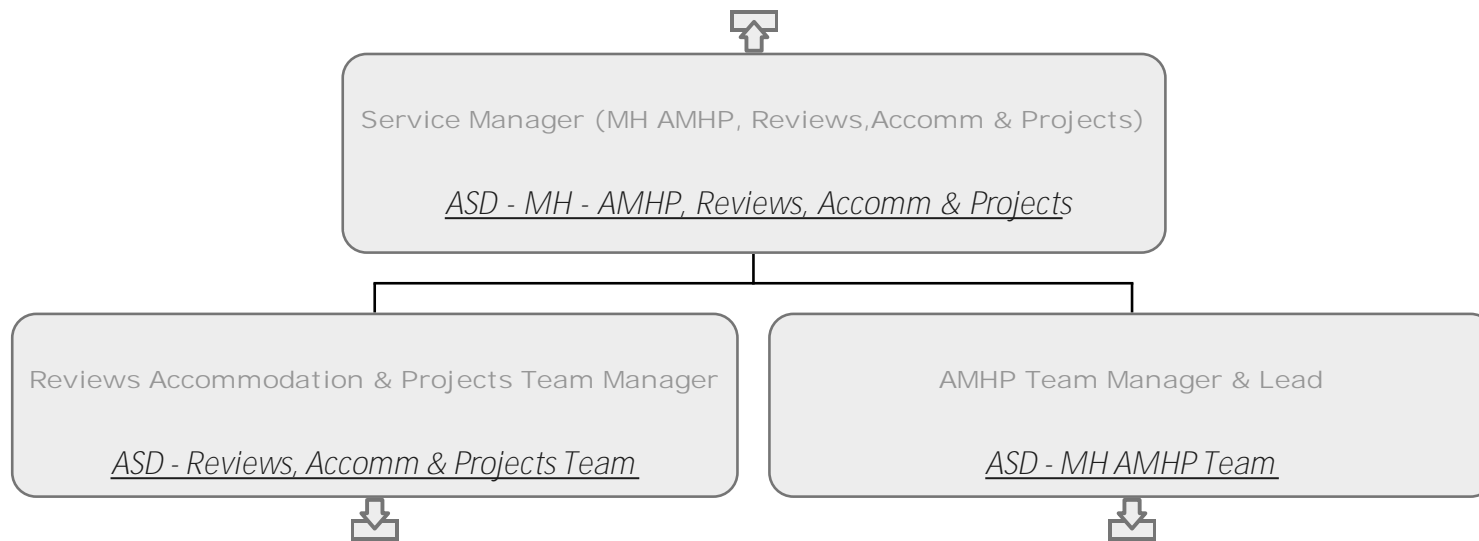 Service Manager (MH AMHP, Reviews,Accomm & Projects)
ASD - MH - AMHP, Reviews, Accomm & Projects
Reviews Accommodation & Projects Team Manager
ASD - Reviews, Accomm & Projects Team
AMHP Team Manager & Lead
ASD - MH AMHP Team